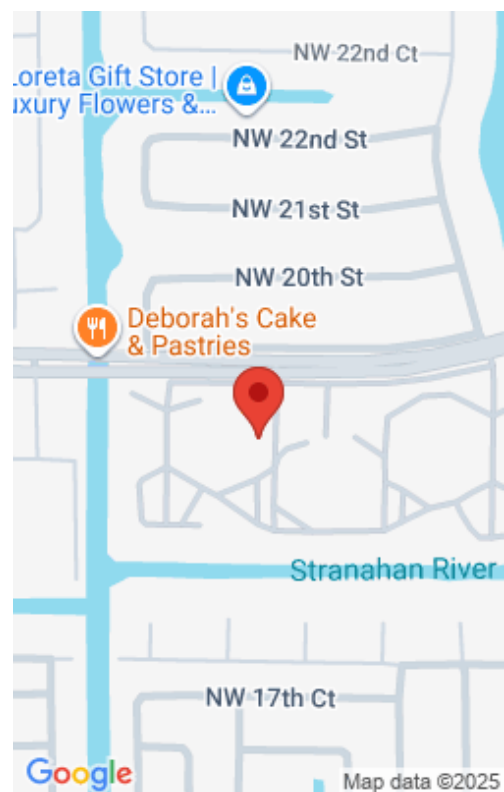 NW 22nd Ct
Loreta Gift Store |
uxury Flowers &...
NW 22nd St
NW 21st St
NW 20th St
Deborah's Cake
& Pastries
Stranahan River
NW 17th Ct
Google
Map data ©2025